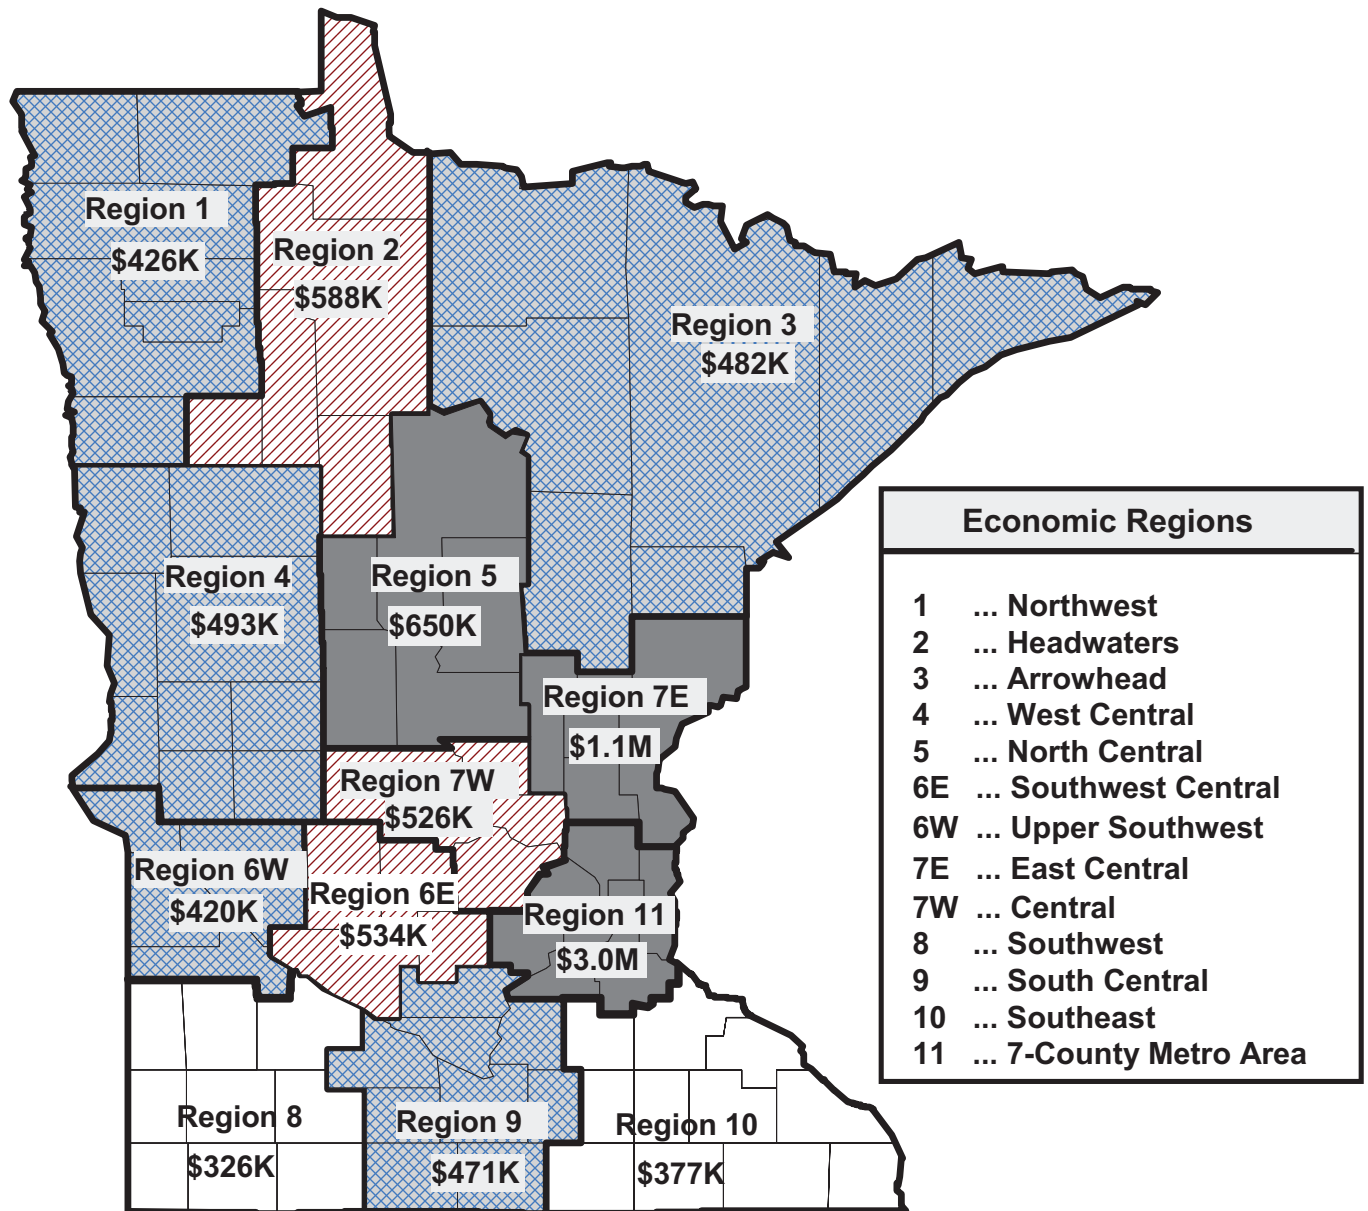 Region 1
$426K
Region 2
$588K
Region 3
$482K
Region 4
$493K
Region 5
$650K
Region 7E
$1.1M
Region 7W
$526K
Region 6W
$420K
Region 6E
$534K
Region 11
$3.0M
Region 8
$326K
Region 9
$471K
Region 10
$377K
Economic Regions
1 ... Northwest
2 ... Headwaters
3 ... Arrowhead
4 ... West Central
5 ... North Central
6E ... Southwest Central
6W ... Upper Southwest
7E ... East Central
7W ... Central
8 ... Southwest
9 ... South Central
10 ... Southeast
11 ... 7-County Metro Area